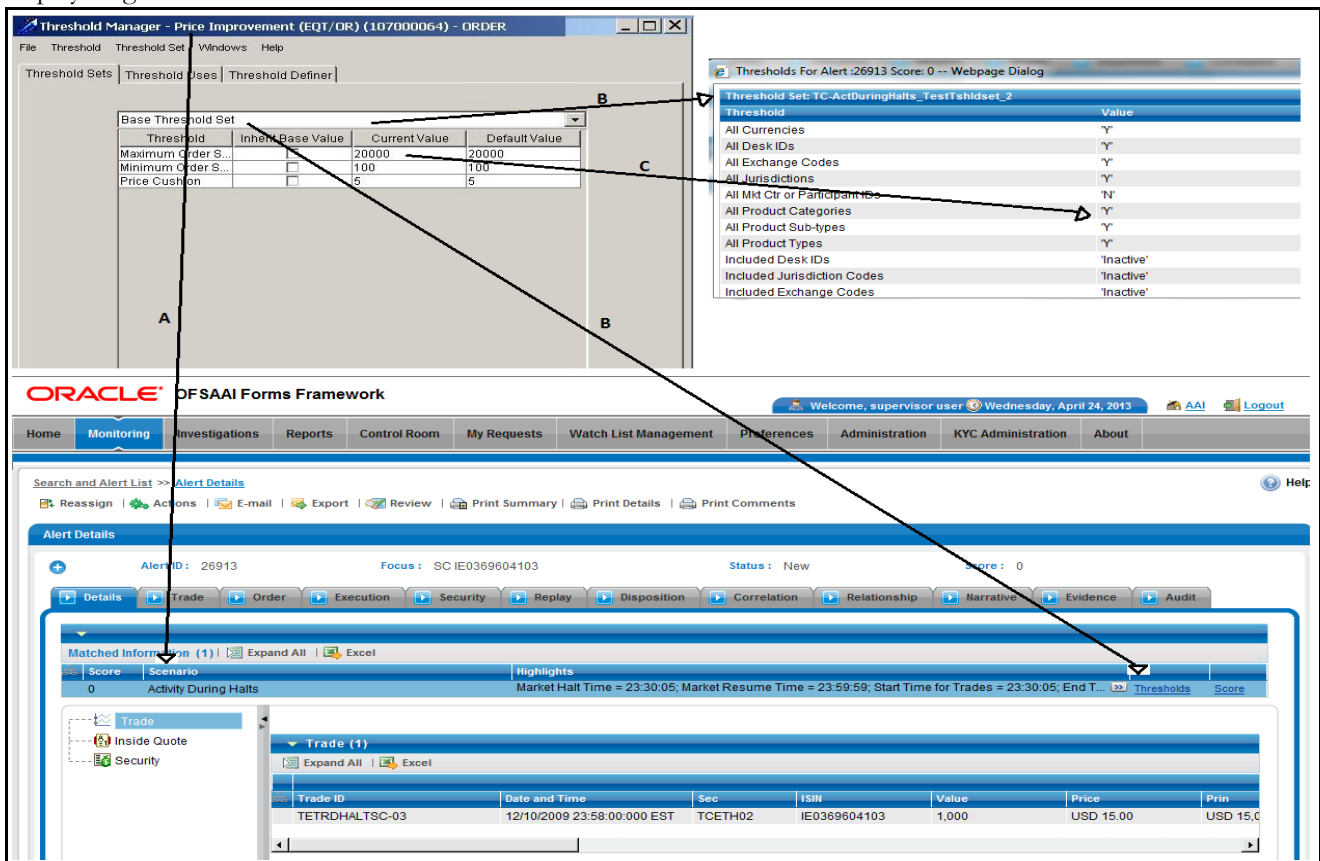 Threshold Manager - Price Improvement (EQT/OR) (107000064) - ORDER
File Threshold Threshold Set Windows Help
Threshold Sets Threshold Uses Threshold Definer
Base Threshold Set
Threshold Inherit Base Value Current Value Default Value
Maximum Order S... 20000 20000
Minimum Order S... 100 100
Price Cushion 5 5
A
B
C
B
Thresholds For Alert :26913 Score: 0 -- Webpage Dialog
Threshold Set: TC-ActDuringHalts_TestTshldset_2
Threshold Value
All Currencies 'Y'
All Desk IDs 'Y'
All Exchange Codes 'Y'
All Jurisdictions 'Y'
All Mkt Ctr or Participant IDs 'N'
All Product Categories 'Y'
All Product Sub-types 'Y'
All Product Types 'Y'
Included Desk IDs 'Inactive'
Included Jurisdiction Codes 'Inactive'
Included Exchange Codes 'Inactive'
ORACLE OFSAAI Forms Framework
Welcome, supervisor user Wednesday, April 24, 2013 AAI Logout
Home Monitoring Investigations Reports Control Room My Requests Watch List Management Preferences Administration KYC Administration About
Search and Alert List >> Alert Details
Help
Reassign | Actions | E-mail | Export | Review | Print Summary | Print Details | Print Comments
Alert Details
Alert ID : 26913 Focus : SC IE0369604103 Status : New Score : 0
Details Trade Order Execution Security Replay Disposition Correlation Relationship Narrative Evidence Audit
Matched Information (1) | Expand All | Excel
Score Scenario Highlights
0 Activity During Halts Market Halt Time = 23:30:05; Market Resume Time = 23:59:59; Start Time for Trades = 23:30:05; End T... >> Thresholds Score
Trade
Inside Quote
Security
Trade (1)
Expand All | Excel
Trade ID Date and Time Sec ISIN Value Price Prin
TETRDHALTSC-03 12/10/2009 23:58:00:000 EST TCETH02 IE0369604103 1,000 USD 15.00 USD 15,0